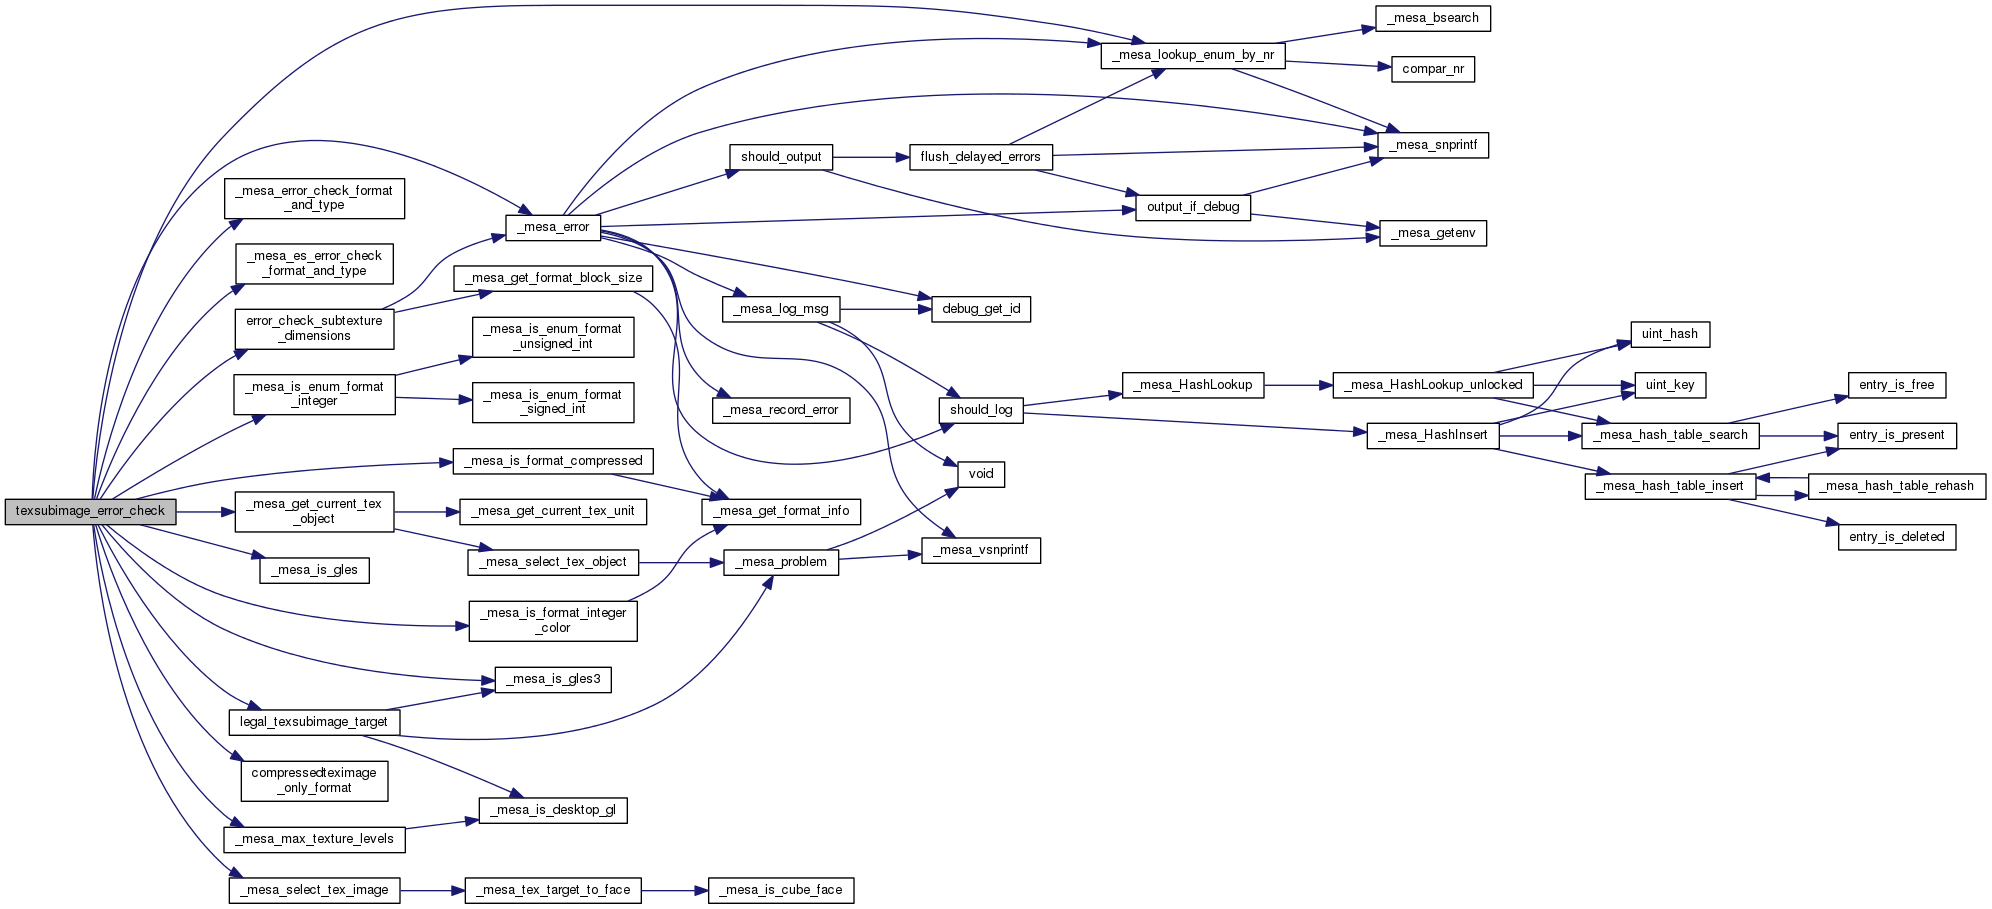 _mesa_bsearch
_mesa_lookup_enum_by_nr
compar_nr
_mesa_snprintf
should_output
flush_delayed_errors
_mesa_error_check_format
_and_type
output_if_debug
_mesa_error
_mesa_getenv
_mesa_es_error_check
_format_and_type
_mesa_get_format_block_size
_mesa_log_msg
debug_get_id
error_check_subtexture
_dimensions
_mesa_is_enum_format
_unsigned_int
uint_hash
_mesa_HashLookup
_mesa_HashLookup_unlocked
uint_key
entry_is_free
_mesa_is_enum_format
_integer
_mesa_is_enum_format
_signed_int
_mesa_record_error
should_log
_mesa_HashInsert
_mesa_hash_table_search
entry_is_present
_mesa_is_format_compressed
void
_mesa_hash_table_insert
_mesa_hash_table_rehash
texsubimage_error_check
_mesa_get_current_tex
_object
_mesa_get_current_tex_unit
_mesa_get_format_info
entry_is_deleted
_mesa_vsnprintf
_mesa_is_gles
_mesa_select_tex_object
_mesa_problem
_mesa_is_format_integer
_color
_mesa_is_gles3
legal_texsubimage_target
compressedteximage
_only_format
_mesa_is_desktop_gl
_mesa_max_texture_levels
_mesa_select_tex_image
_mesa_tex_target_to_face
_mesa_is_cube_face